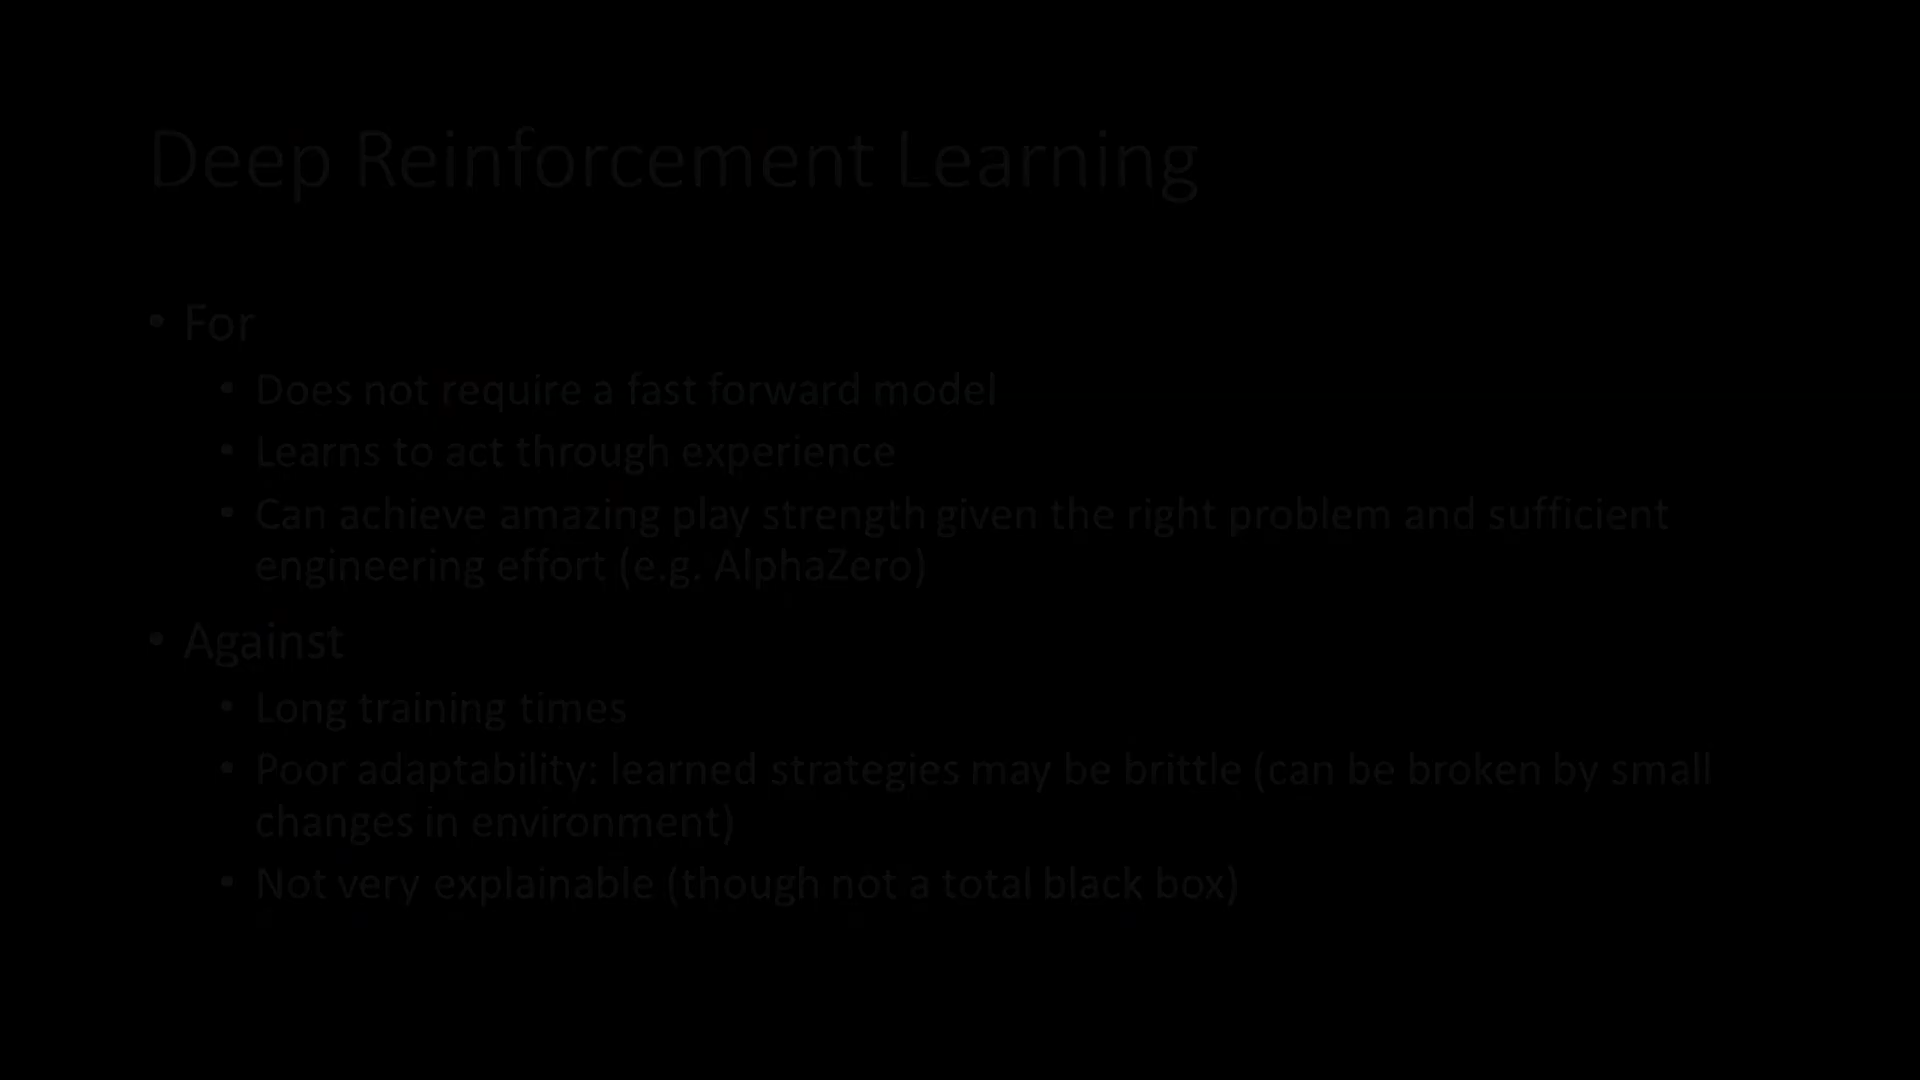 Deep Reinforcement Learning
• For
• Does not require a fast forward model
• Learns to act through experience
• Can achieve amazing play strength given the right problem and sufficient
engineering effort (e.g. AlphaZero)
• Against
• Long training times
• Poor adaptability: learned strategies may be brittle (can be broken by small
changes in environment)
• Not very explainable (though not a total black box)